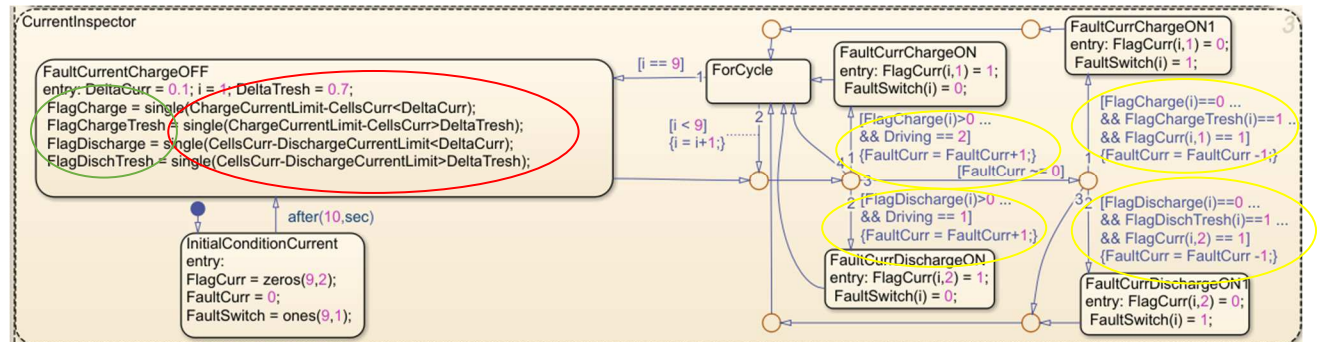 CurrentInspector
3
FaultCurrentChargeOFF
entry: DeltaCurr = 0.1; i = 1; DeltaTresh = 0.7;
FlagCharge = single(ChargeCurrentLimit-CellsCurr<DeltaCurr);
FlagChargeTresh = single(ChargeCurrentLimit-CellsCurr>DeltaTresh);
FlagDischarge = single(CellsCurr-DischargeCurrentLimit<DeltaCurr);
FlagDischTresh = single(CellsCurr-DischargeCurrentLimit>DeltaTresh);
after(10,sec)
InitialConditionCurrent
entry:
FlagCurr = zeros(9,2);
FaultCurr = 0;
FaultSwitch = ones(9,1);
[i == 9]
1
ForCycle
2
[i < 9]
{i = i+1;}
FaultCurrChargeON
entry: FlagCurr(i,1) = 1;
FaultSwitch(i) = 0;
[FlagCharge(i)>0 ...
&& Driving == 2]
{FaultCurr = FaultCurr+1;}
4
1
3
[FaultCurr ~= 0]
2
[FlagDischarge(i)>0 ...
&& Driving == 1]
{FaultCurr = FaultCurr+1;}
FaultCurrDischargeON
entry: FlagCurr(i,2) = 1;
FaultSwitch(i) = 0;
FaultCurrChargeON1
entry: FlagCurr(i,1) = 0;
FaultSwitch(i) = 1;
[FlagCharge(i)==0 ...
&& FlagChargeTresh(i)==1 ...
&& FlagCurr(i,1) == 1]
{FaultCurr = FaultCurr -1;}
1
3
2
[FlagDischarge(i)==0 ...
&& FlagDischTresh(i)==1 ...
&& FlagCurr(i,2) == 1]
{FaultCurr = FaultCurr -1;}
FaultCurrDischargeON1
entry: FlagCurr(i,2) = 0;
FaultSwitch(i) = 1;